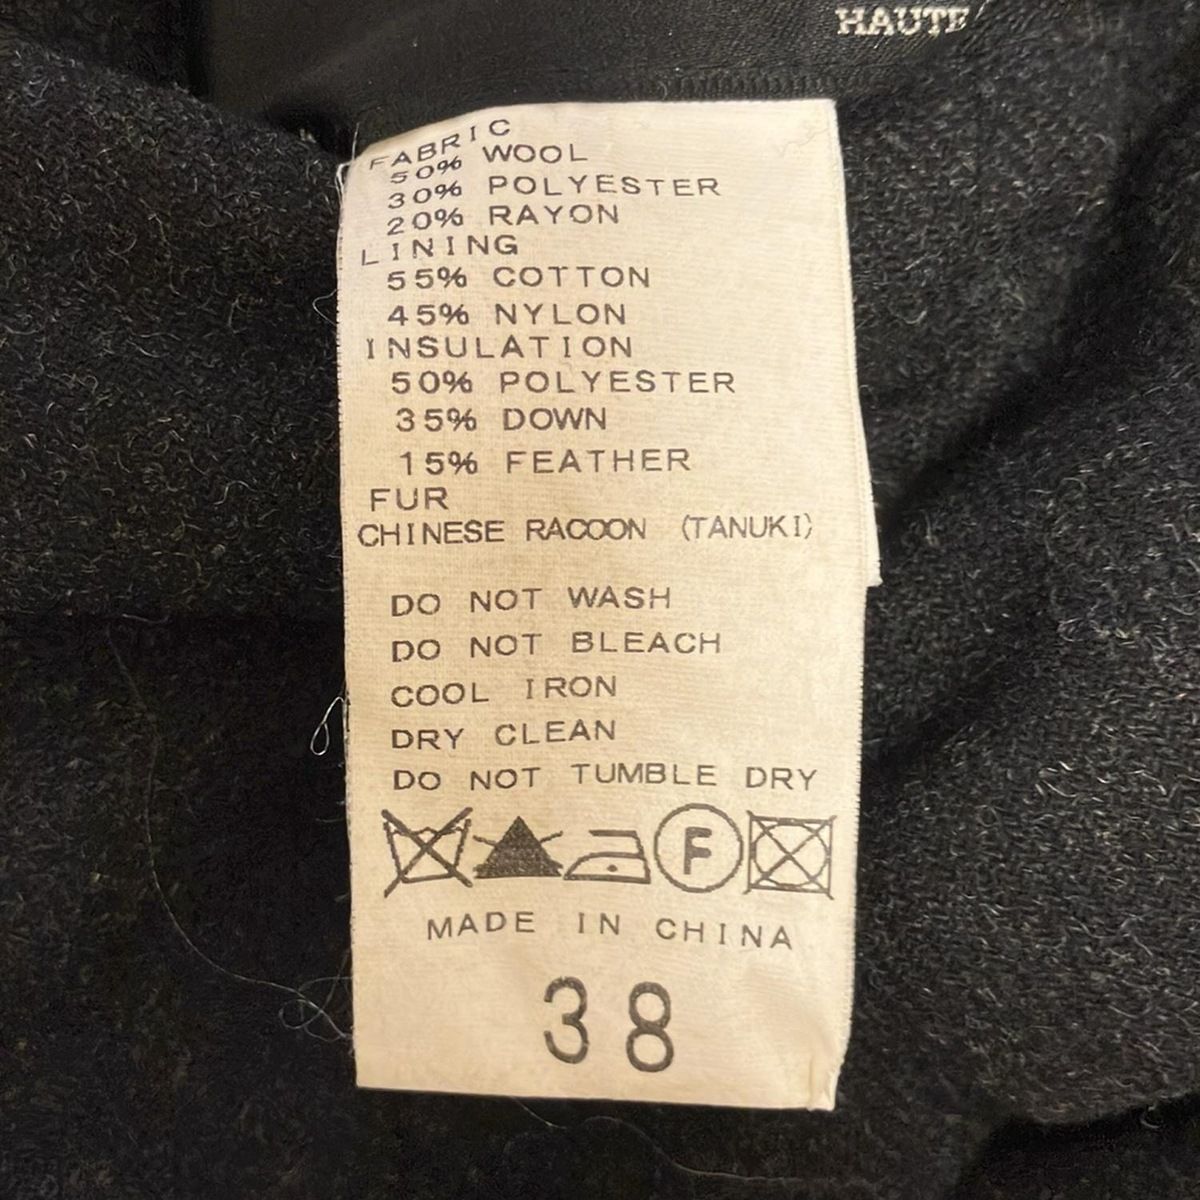 HAUTE
FABRIC
50% WOOL
30% POLYESTER
20% RAYON
LINING
55% COTTON
45% NYLON
INSULATION
50% POLYESTER
35% DOWN
15% FEATHER
FUR
CHINESE RACOON (TANUKI)
DO NOT WASH
DO NOT BLEACH
COOL IRON
DRY CLEAN
DO NOT TUMBLE DRY
F
MADE IN CHINA
38